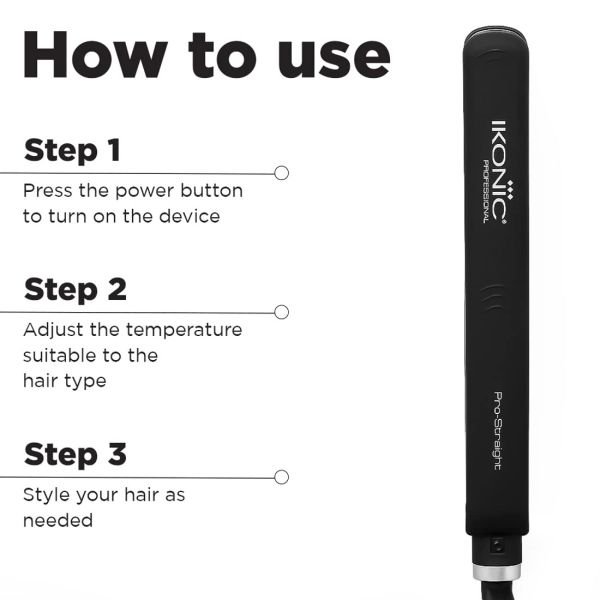 How to use
Step 1
Press the power button
to turn on the device
Step 2
Adjust the temperature
suitable to the
hair type
Step 3
Style your hair as
needed
IKONIC®
PROFESSIONAL
Pro-Straight